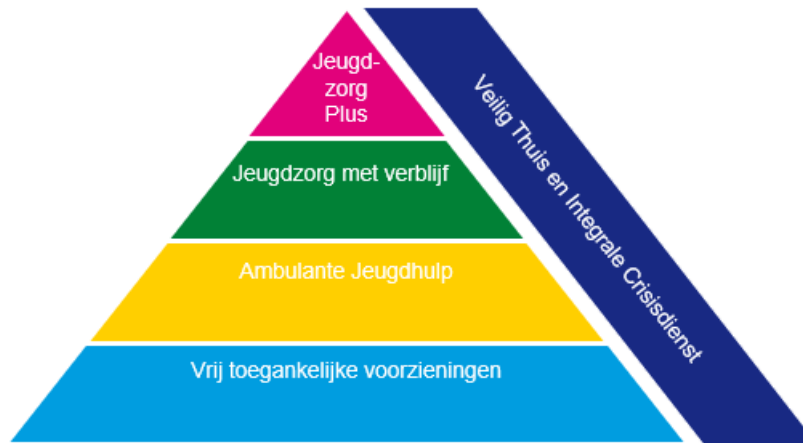 Jeugd-
zorg
Plus
Jeugdzorg met verblijf
Ambulante Jeugdhulp
Vrij toegankelijke voorzieningen
Veilig Thuis en Integrale Crisisdienst